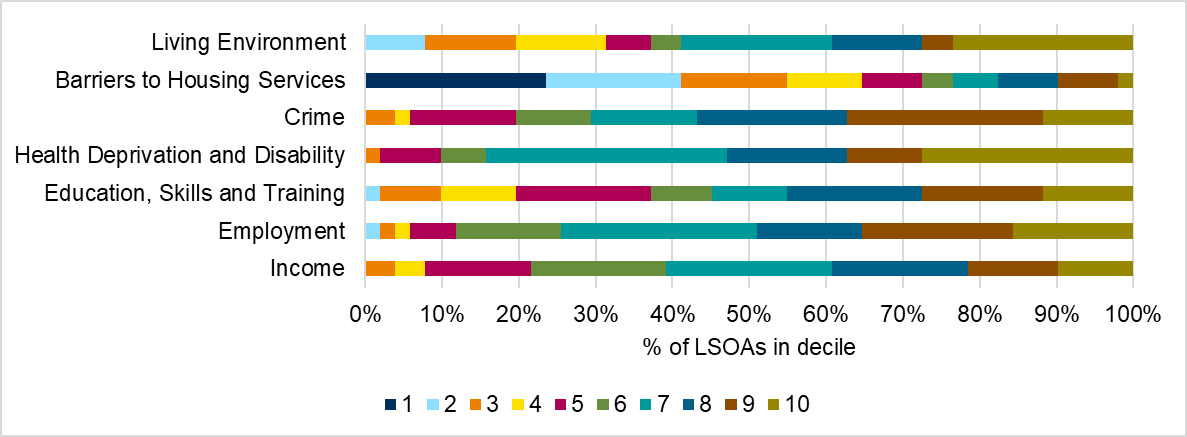 Living Environment
Barriers to Housing Services
Crime
Health Deprivation and Disability
Education, Skills and Training
Employment
Income
0% 10% 20% 30% 40% 50% 60% 70% 80% 90% 100%
% of LSOAs in decile
1 2 3 4 5 6 7 8 9 10